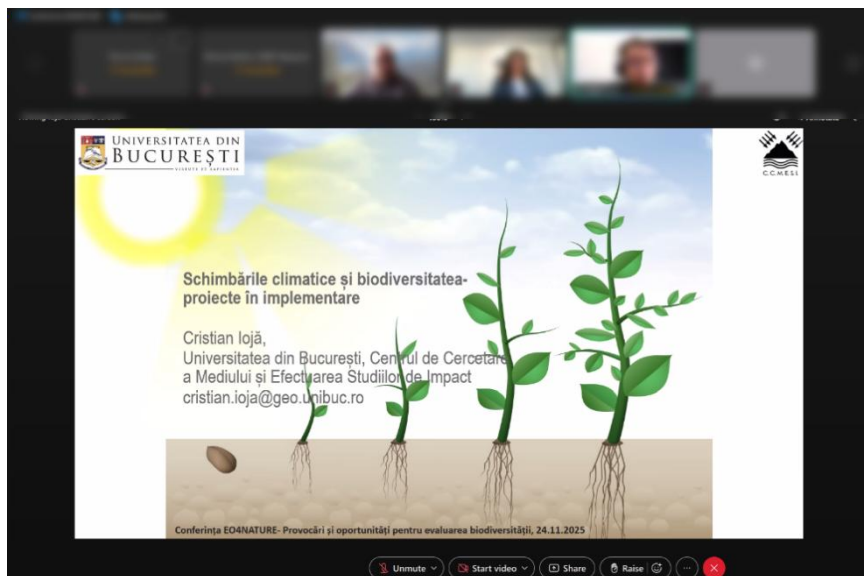 UNIVERSITATEA DIN
BUCUREȘTI
VIRTUTE ET SAPIENTIA
C.C.M.E.S.I.
Schimbările climatice și biodiversitatea-
proiecte în implementare
Cristian Iojă,
Universitatea din București, Centrul de Cercetare
a Mediului și Efectuarea Studiilor de Impact
cristian.ioja@geo.unibuc.ro
Conferința EO4NATURE- Provocări și oportunități pentru evaluarea biodiversității, 24.11.2025
Unmute
Start video
Share
Raise